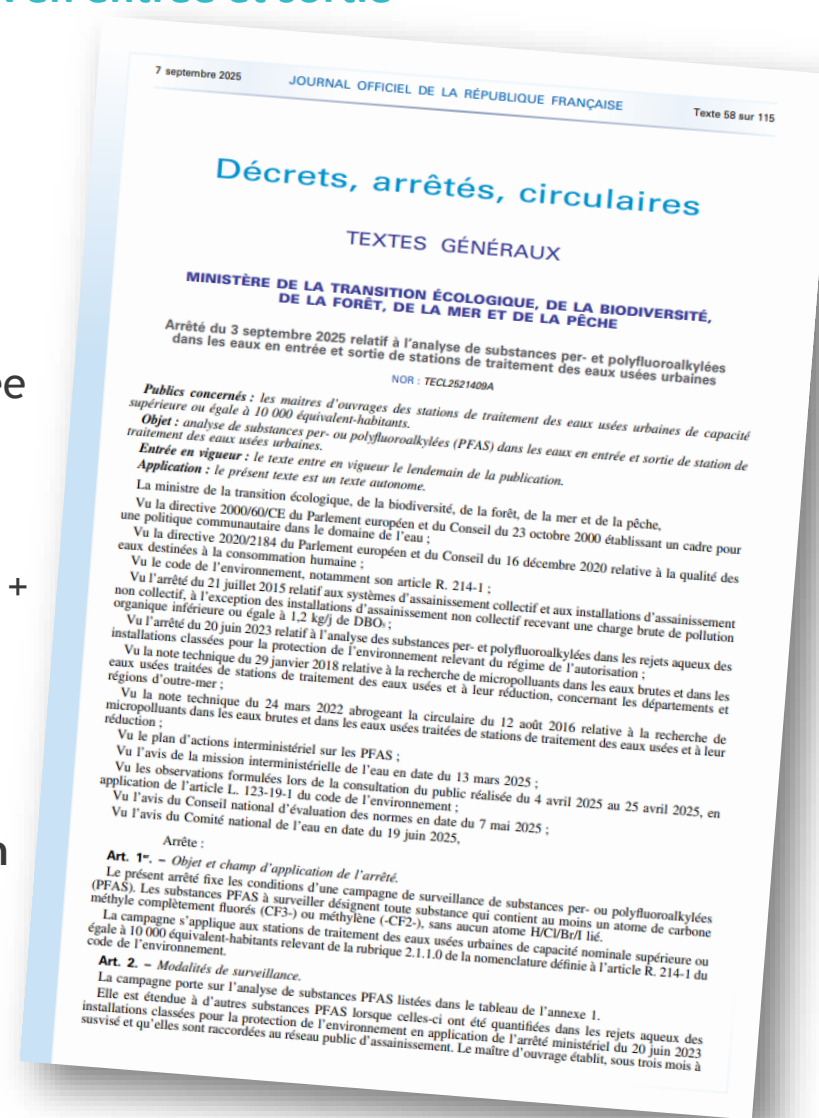 en entrée et sortie
7 septembre 2025 JOURNAL OFFICIEL DE LA RÉPUBLIQUE FRANÇAISE Texte 58 sur 115
Décrets, arrêtés, circulaires
TEXTES GÉNÉRAUX
MINISTÈRE DE LA TRANSITION ÉCOLOGIQUE, DE LA BIODIVERSITÉ,
DE LA FORÊT, DE LA MER ET DE LA PÊCHE
Arrêté du 3 septembre 2025 relatif à l'analyse de substances per- et polyfluoroalkylées
dans les eaux en entrée et sortie de stations de traitement des eaux usées urbaines
NOR : TECL2521409A
Publics concernés : les maitres d'ouvrages des stations de traitement des eaux usées urbaines de capacité
supérieure ou égale à 10 000 équivalent-habitants.
Objet : analyse de substances per- ou polyfluoroalkylées (PFAS) dans les eaux en entrée et sortie de station de
traitement des eaux usées urbaines.
Entrée en vigueur : le texte entre en vigueur le lendemain de la publication.
Application : le présent texte est un texte autonome.
La ministre de la transition écologique, de la biodiversité, de la forêt, de la mer et de la pêche,
Vu la directive 2000/60/CE du Parlement européen et du Conseil du 23 octobre 2000 établissant un cadre pour
une politique communautaire dans le domaine de l'eau ;
Vu la directive 2020/2184 du Parlement européen et du Conseil du 16 décembre 2020 relative à la qualité des
eaux destinées à la consommation humaine ;
Vu le code de l'environnement, notamment son article R. 214-1 ;
+
Vu l'arrêté du 21 juillet 2015 relatif aux systèmes d'assainissement collectif et aux installations d'assainissement
non collectif, à l'exception des installations d'assainissement non collectif recevant une charge brute de pollution
organique inférieure ou égale à 1,2 kg/j de DBO5 ;
Vu l'arrêté du 20 juin 2023 relatif à l'analyse des substances per- et polyfluoroalkylées dans les rejets aqueux des
installations classées pour la protection de l'environnement relevant du régime de l'autorisation ;
Vu la note technique du 29 janvier 2018 relative à la recherche de micropolluants dans les eaux brutes et dans les
eaux usées traitées de stations de traitement des eaux usées et à leur réduction, concernant les départements et
régions d'outre-mer ;
Vu la note technique du 24 mars 2022 abrogeant la circulaire du 12 août 2016 relative à la recherche de
micropolluants dans les eaux brutes et dans les eaux usées traitées de stations de traitement des eaux usées et à leur
réduction ;
Vu le plan d'actions interministériel sur les PFAS ;
Vu l'avis de la mission interministérielle de l'eau en date du 13 mars 2025 ;
Vu les observations formulées lors de la consultation du public réalisée du 4 avril 2025 au 25 avril 2025, en
application de l'article L. 123-19-1 du code de l'environnement ;
Vu l'avis du Conseil national d'évaluation des normes en date du 7 mai 2025 ;
Vu l'avis du Comité national de l'eau en date du 19 juin 2025,
Arrête :
Art. 1er. – Objet et champ d'application de l'arrêté.
Le présent arrêté fixe les conditions d'une campagne de surveillance de substances per- ou polyfluoroalkylées
(PFAS). Les substances PFAS à surveiller désignent toute substance qui contient au moins un atome de carbone
méthyle complètement fluorés (CF3-) ou méthylène (-CF2-), sans aucun atome H/Cl/Br/I lié.
La campagne s'applique aux stations de traitement des eaux usées urbaines de capacité nominale supérieure ou
égale à 10 000 équivalent-habitants relevant de la rubrique 2.1.1.0 de la nomenclature définie à l'article R. 214-1 du
code de l'environnement.
Art. 2. – Modalités de surveillance.
La campagne porte sur l'analyse de substances PFAS listées dans le tableau de l'annexe 1.
Elle est étendue à d'autres substances PFAS lorsque celles-ci ont été quantifiées dans les rejets aqueux des
installations classées pour la protection de l'environnement en application de l'arrêté ministériel du 20 juin 2023
susvisé et qu'elles sont raccordées au réseau public d'assainissement. Le maître d'ouvrage établit, sous trois mois à